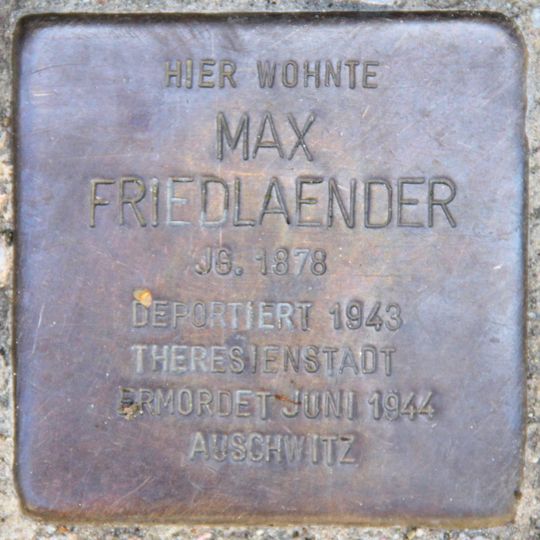 HIER WOHNTE
MAX
FRIEDLAENDER
JG. 1878
DEPORTIERT 1943
THERESIENSTADT
ERMORDET JUNI 1944
AUSCHWITZ